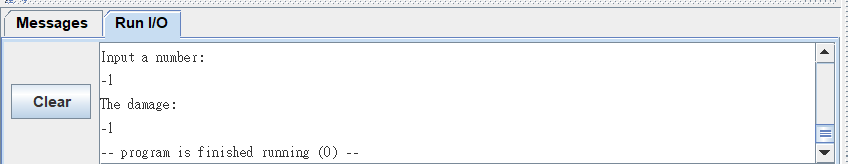 Messages Run I/O
Input a number:
-1
The damage:
Clear
-1
-- program is finished running (0) --